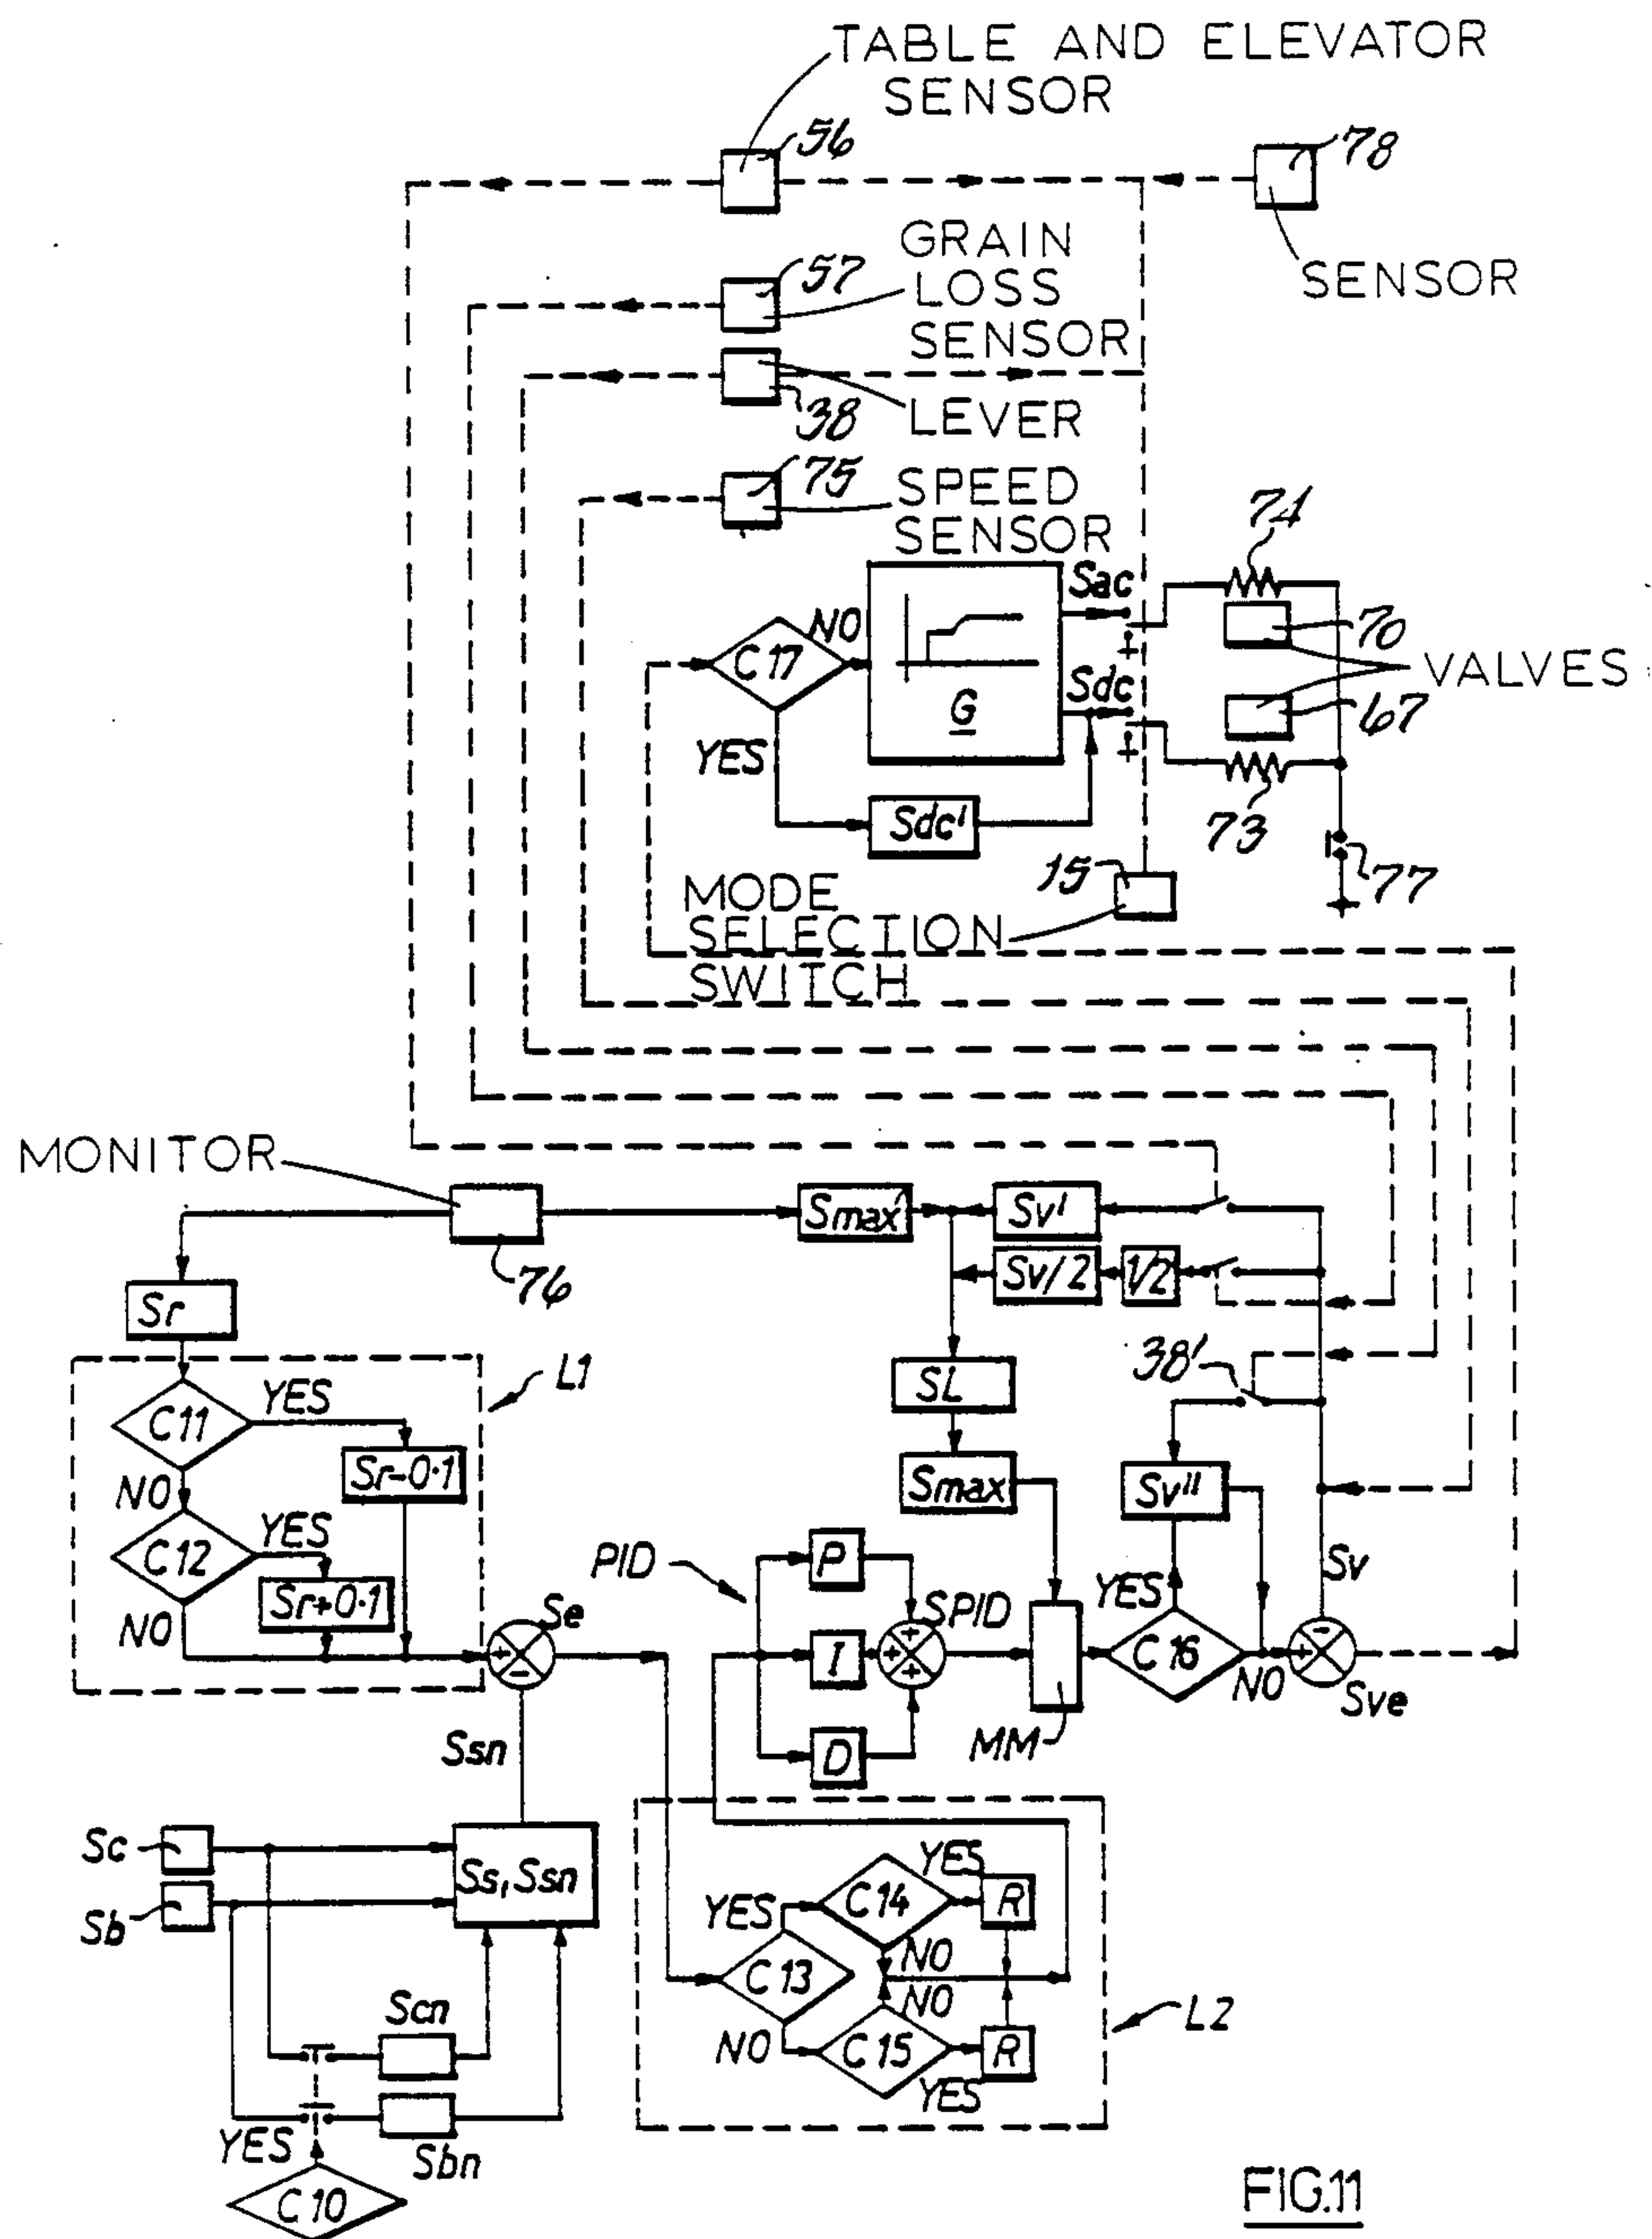 TABLE AND ELEVATOR
SENSOR
56
78
GRAIN
LOSS
SENSOR
57
SENSOR
38
LEVER
75
SPEED
SENSOR
74
Sac
NO
C17
70
Sdc
VALVES
G
67
YES
Sdc'
73
15
77
MODE
SELECTION
SWITCH
MONITOR
76
Smax'
Sv'
Sv/2
1/2
Sr
L1
38'
SL
C11
YES
Sr-0.1
NO
Smax
Sv"
C12
YES
Sr+0.1
NO
PID
P
Sv
YES
Se
SPID
I
C16
NO
Sve
MM
D
Ssn
Sc
Sb
Ss, Ssn
YES
C14
YES
R
NO
C13
NO
NO
C15
R
YES
L2
Scn
YES
Sbn
C10
FIG.11